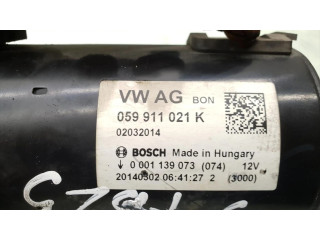 VW AG BON
059 911 021 K
02032014
BOSCH Made in Hungary
0 001 139 073 (074) 12V
20140302 06:41:27 2 (3000)